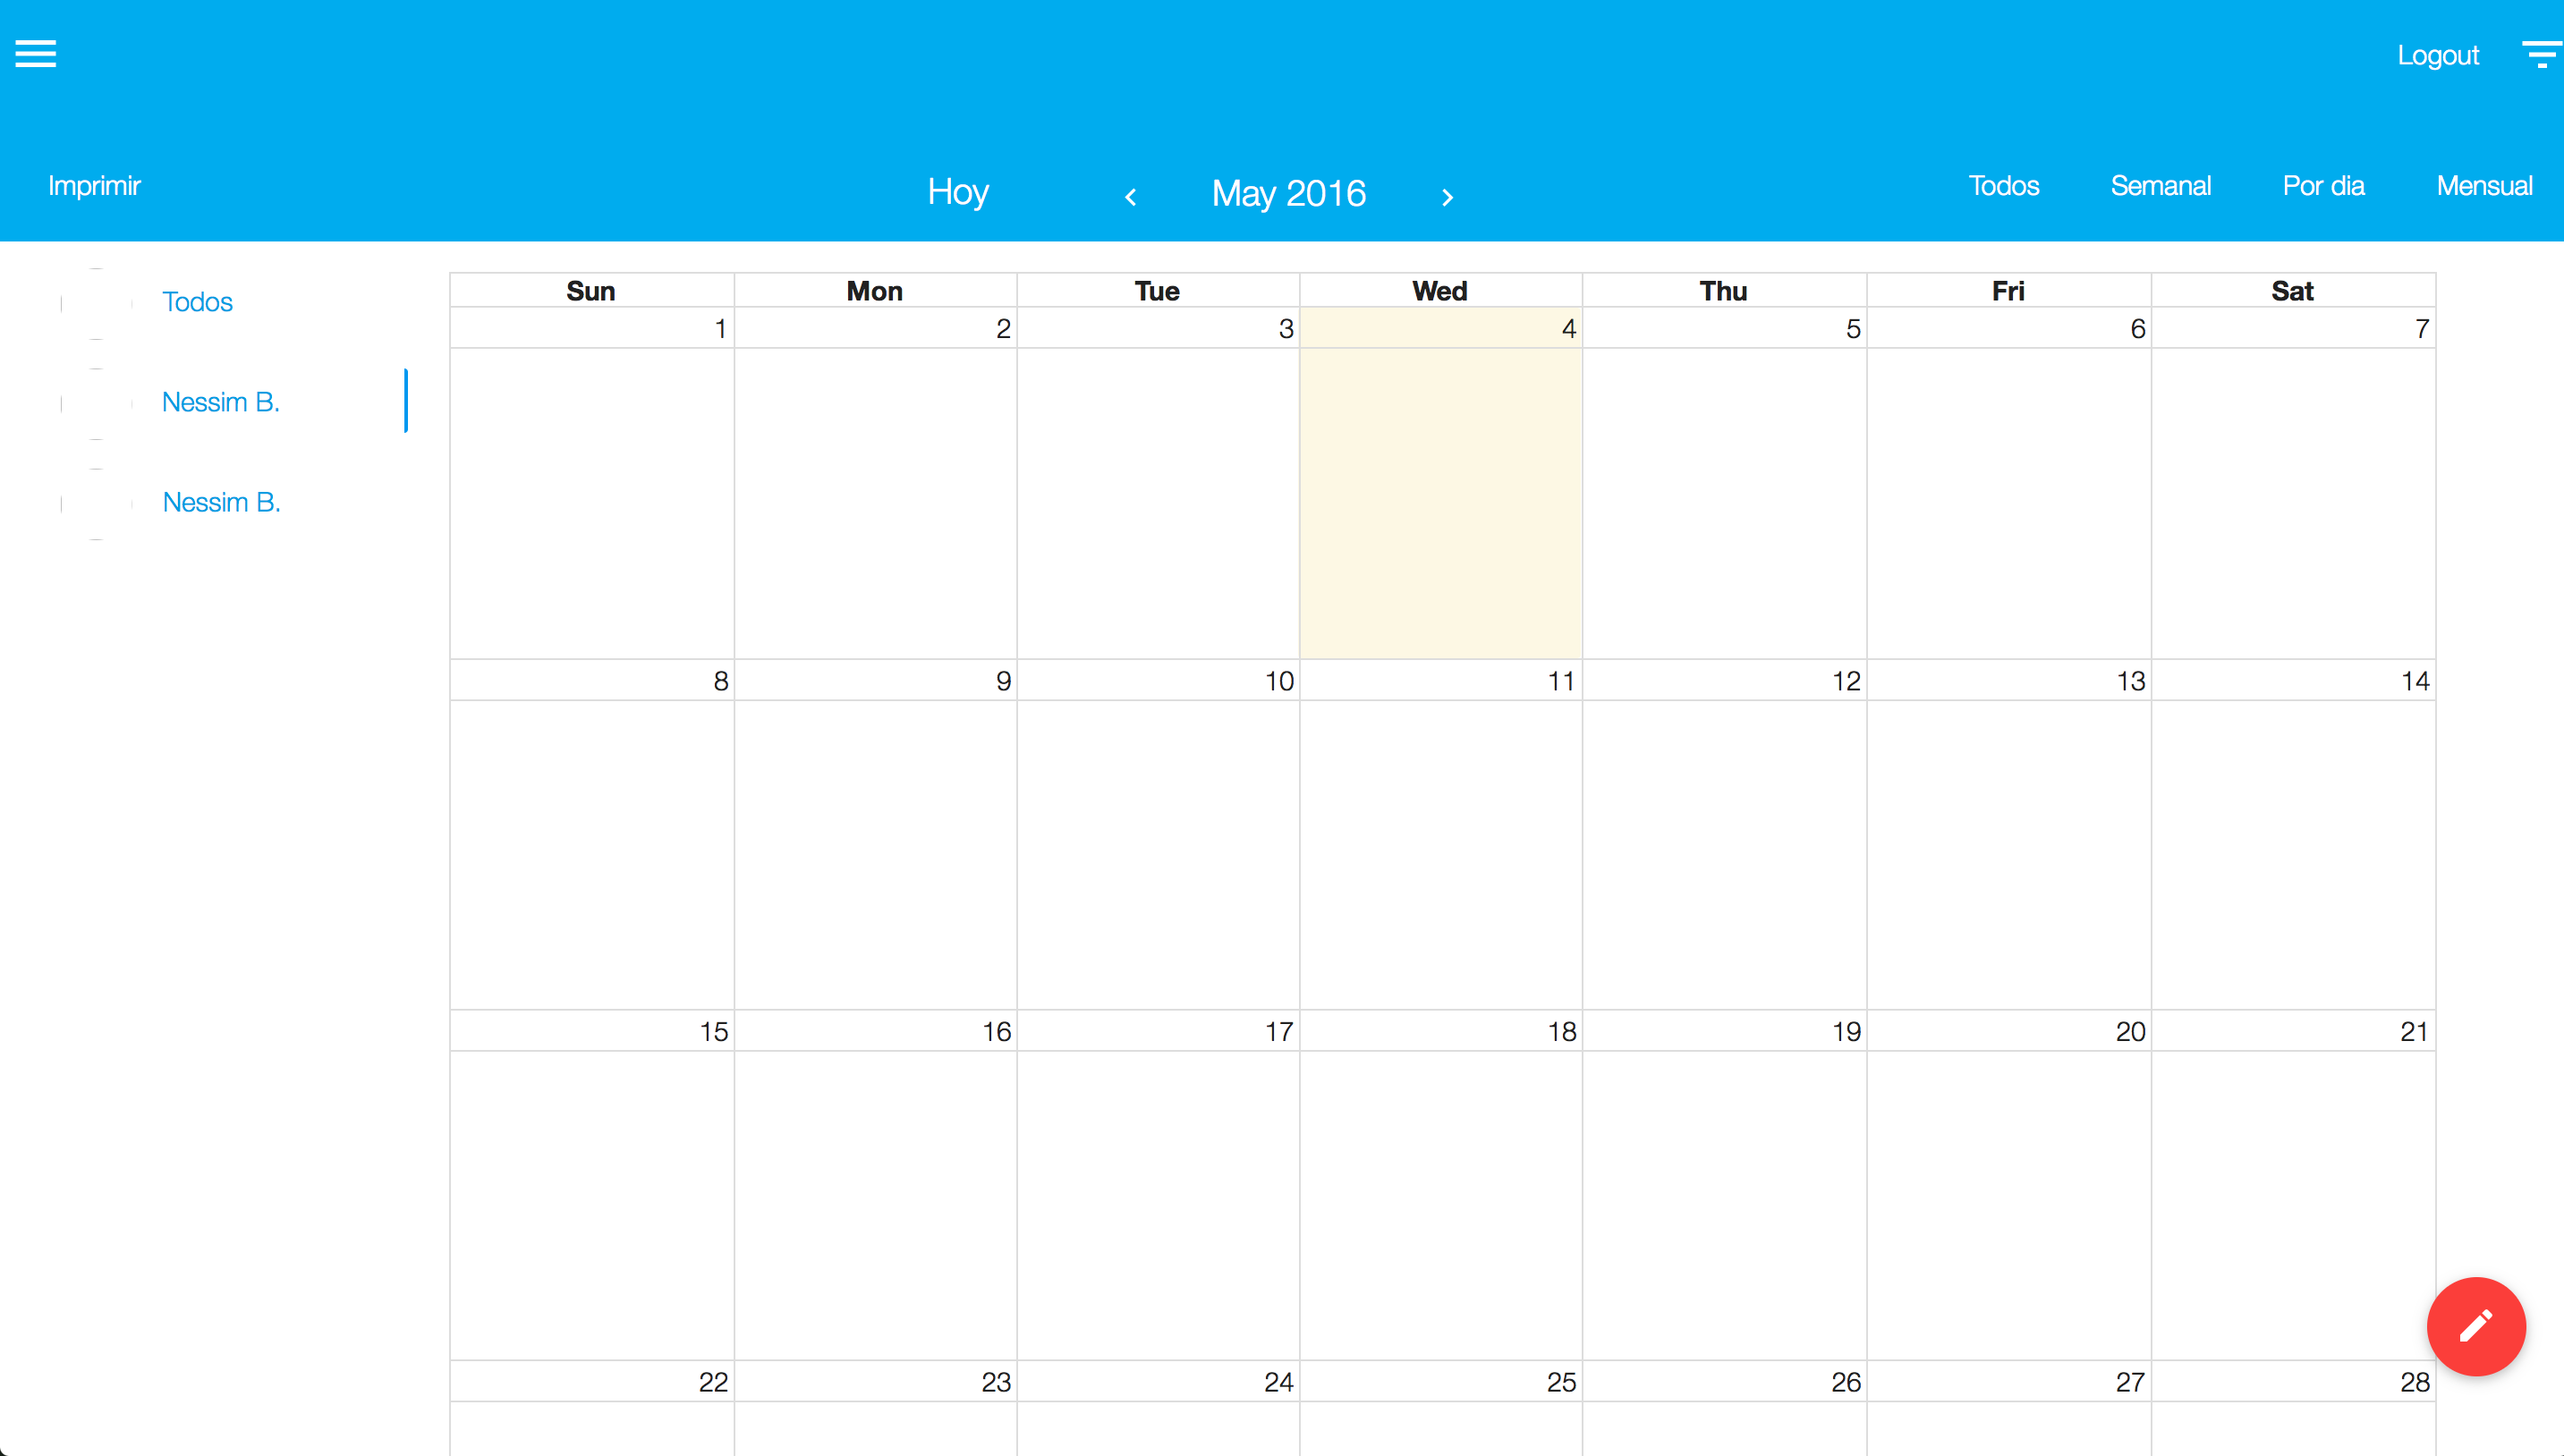 Logout
Imprimir Hoy May 2016 Todos Semanal Por dia Mensual
Todos
Nessim B.
Nessim B.
Sun Mon Tue Wed Thu Fri Sat
1 2 3 4 5 6 7
8 9 10 11 12 13 14
15 16 17 18 19 20 21
22 23 24 25 26 27 28